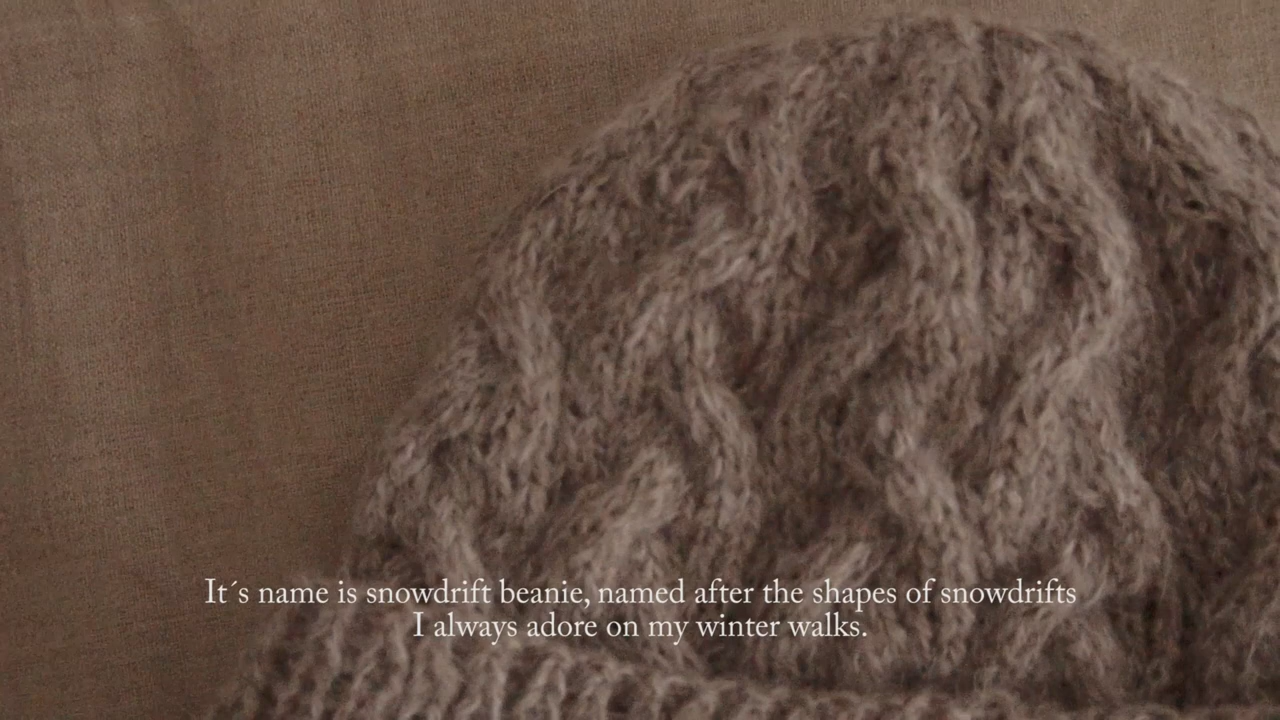 It´s name is snowdrift beanie, named after the shapes of snowdrifts
I always adore on my winter walks.